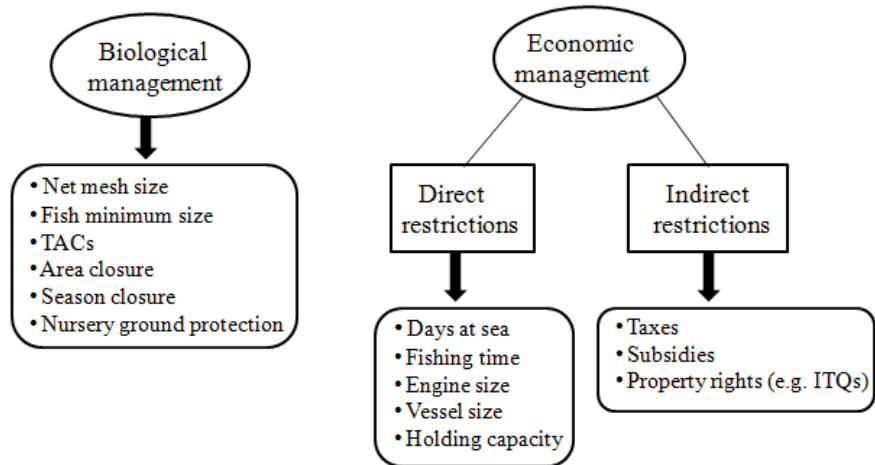 Biological
management
• Net mesh size
• Fish minimum size
• TACs
• Area closure
• Season closure
• Nursery ground protection
Economic
management
Direct
restrictions
• Days at sea
• Fishing time
• Engine size
• Vessel size
• Holding capacity
Indirect
restrictions
• Taxes
• Subsidies
• Property rights (e.g. ITQs)